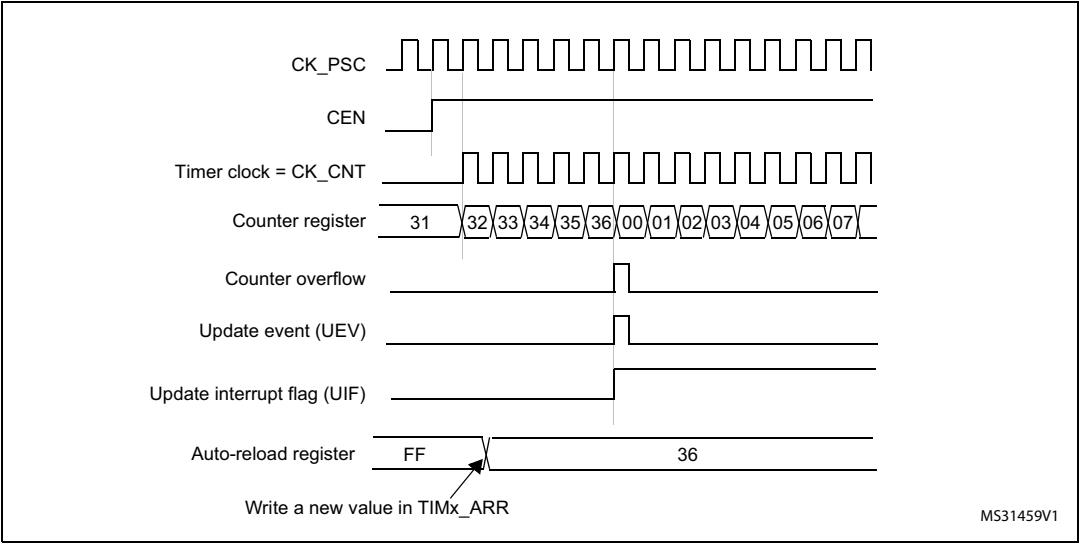 CK_PSC
CEN
Timer clock = CK_CNT
Counter register 31 32 33 34 35 36 00 01 02 03 04 05 06 07
Counter overflow
Update event (UEV)
Update interrupt flag (UIF)
Auto-reload register FF 36
Write a new value in TIMx_ARR
MS31459V1